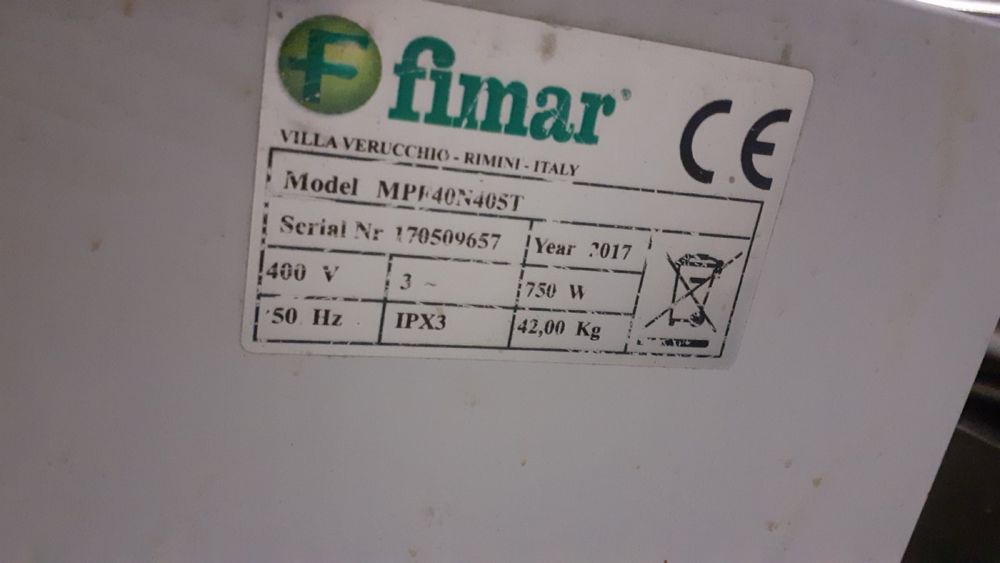 F fimar®
CE
VILLA VERUCCHIO - RIMINI - ITALY
Model MPF40N405T
Serial Nr 170509657 Year 2017
400 V 3 ~ 750 W
50 Hz IPX3 42,00 Kg